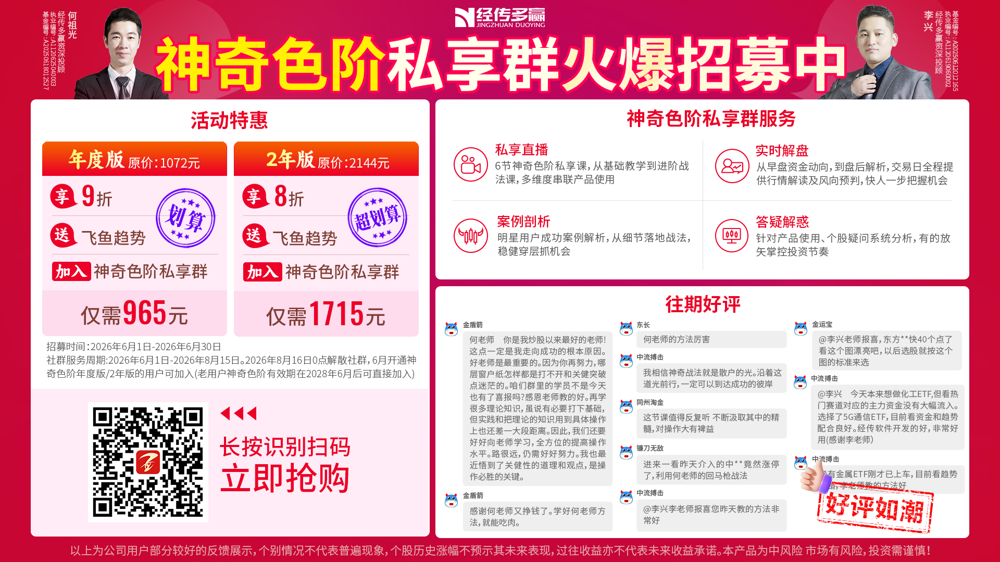 经传多赢
JINGZHUAN DUOYING
何祖光
经传多赢资深投顾
执业编号:A1120625040003
基金编号:A20250618012527
李兴
经传多赢资深投顾
执业编号:A1120619060002
基金编号:A20250612012165
神奇色阶私享群火爆招募中
活动特惠
年度版 原价:1072元
享 9折
送 飞鱼趋势
划算
加入 神奇色阶私享群
仅需965元
2年版 原价:2144元
享 8折
送 飞鱼趋势
超划算
加入 神奇色阶私享群
仅需1715元
招募时间:2026年6月1日-2026年6月30日
社群服务周期:2026年6月1日-2026年8月15日。2026年8月16日0点解散社群，6月开通神
奇色阶年度版/2年版的用户可加入(老用户神奇色阶有效期在2028年6月后可直接加入)
长按识别扫码
立即抢购
神奇色阶私享群服务
私享直播
6节神奇色阶私享课，从基础教学到进阶战
法课，多维度串联产品使用
实时解盘
从早盘资金动向，到盘后解析，交易日全程提
供行情解读及风向预判，快人一步把握机会
案例剖析
明星用户成功案例解析，从细节落地战法，
稳健穿层抓机会
答疑解惑
针对产品使用、个股疑问系统分析，有的放
矢掌控投资节奏
往期好评
金盾箭
何老师 你是我炒股以来最好的老师!
这点一定是我走向成功的根本原因。
好老师是最重要的。因为你再努力，哪
层窗户纸怎样都是打不开和关健突破
点迷茫的。咱们群里的学员不是今天
也有了喜报吗?感恩老师教的好。再学
很多理论知识，虽说有必要打下基础，
但实践和把理论的知识用到具体操作
上也还差一大段距离。因此，我们还要
好好向老师学习，全方位的提高操作
水平。路很远，仍需好好努力。我也最
近悟到了关健性的道理和观点，是操
作必胜的关键。
金盾箭
感谢何老师又挣钱了。学好何老师方
法，就能吃肉。
东长
何老师的方法厉害
中流搏击
我相信神奇战法就是散户的光。沿着这
道光前行，一定可以到达成功的彼岸
同州淘金
这节课值得反复听 不断汲取其中的精
髓，对操作大有裨益
镰刀无敌
进来一看昨天介入的中**竟然涨停
了，利用何老师的回马枪战法
中流搏击
@李兴李老师报喜您昨天教的方法非
常好
金运宝
@李兴老师报喜，东方**快40个点了
看这个图漂亮吧，以后选股就按这个
图的标准来选
中流搏击
@李兴 今天本来想做化工ETF,但看热
门赛道对应的主力资金没有大幅流入。
选择了5G通信ETF，目前看资金和趋势
配合良好。经传软件开发的好，非常好
用(感谢李老师）
中流搏击
有金属ETF刚才已上车，目前看趋势
，李老师教的方法好
好评如潮
以上为公司用户部分较好的反馈展示，个别情况不代表普遍现象，个股历史涨幅不预示其未来表现，过往收益亦不代表未来收益承诺。本产品为中风险 市场有风险，投资需谨慎！